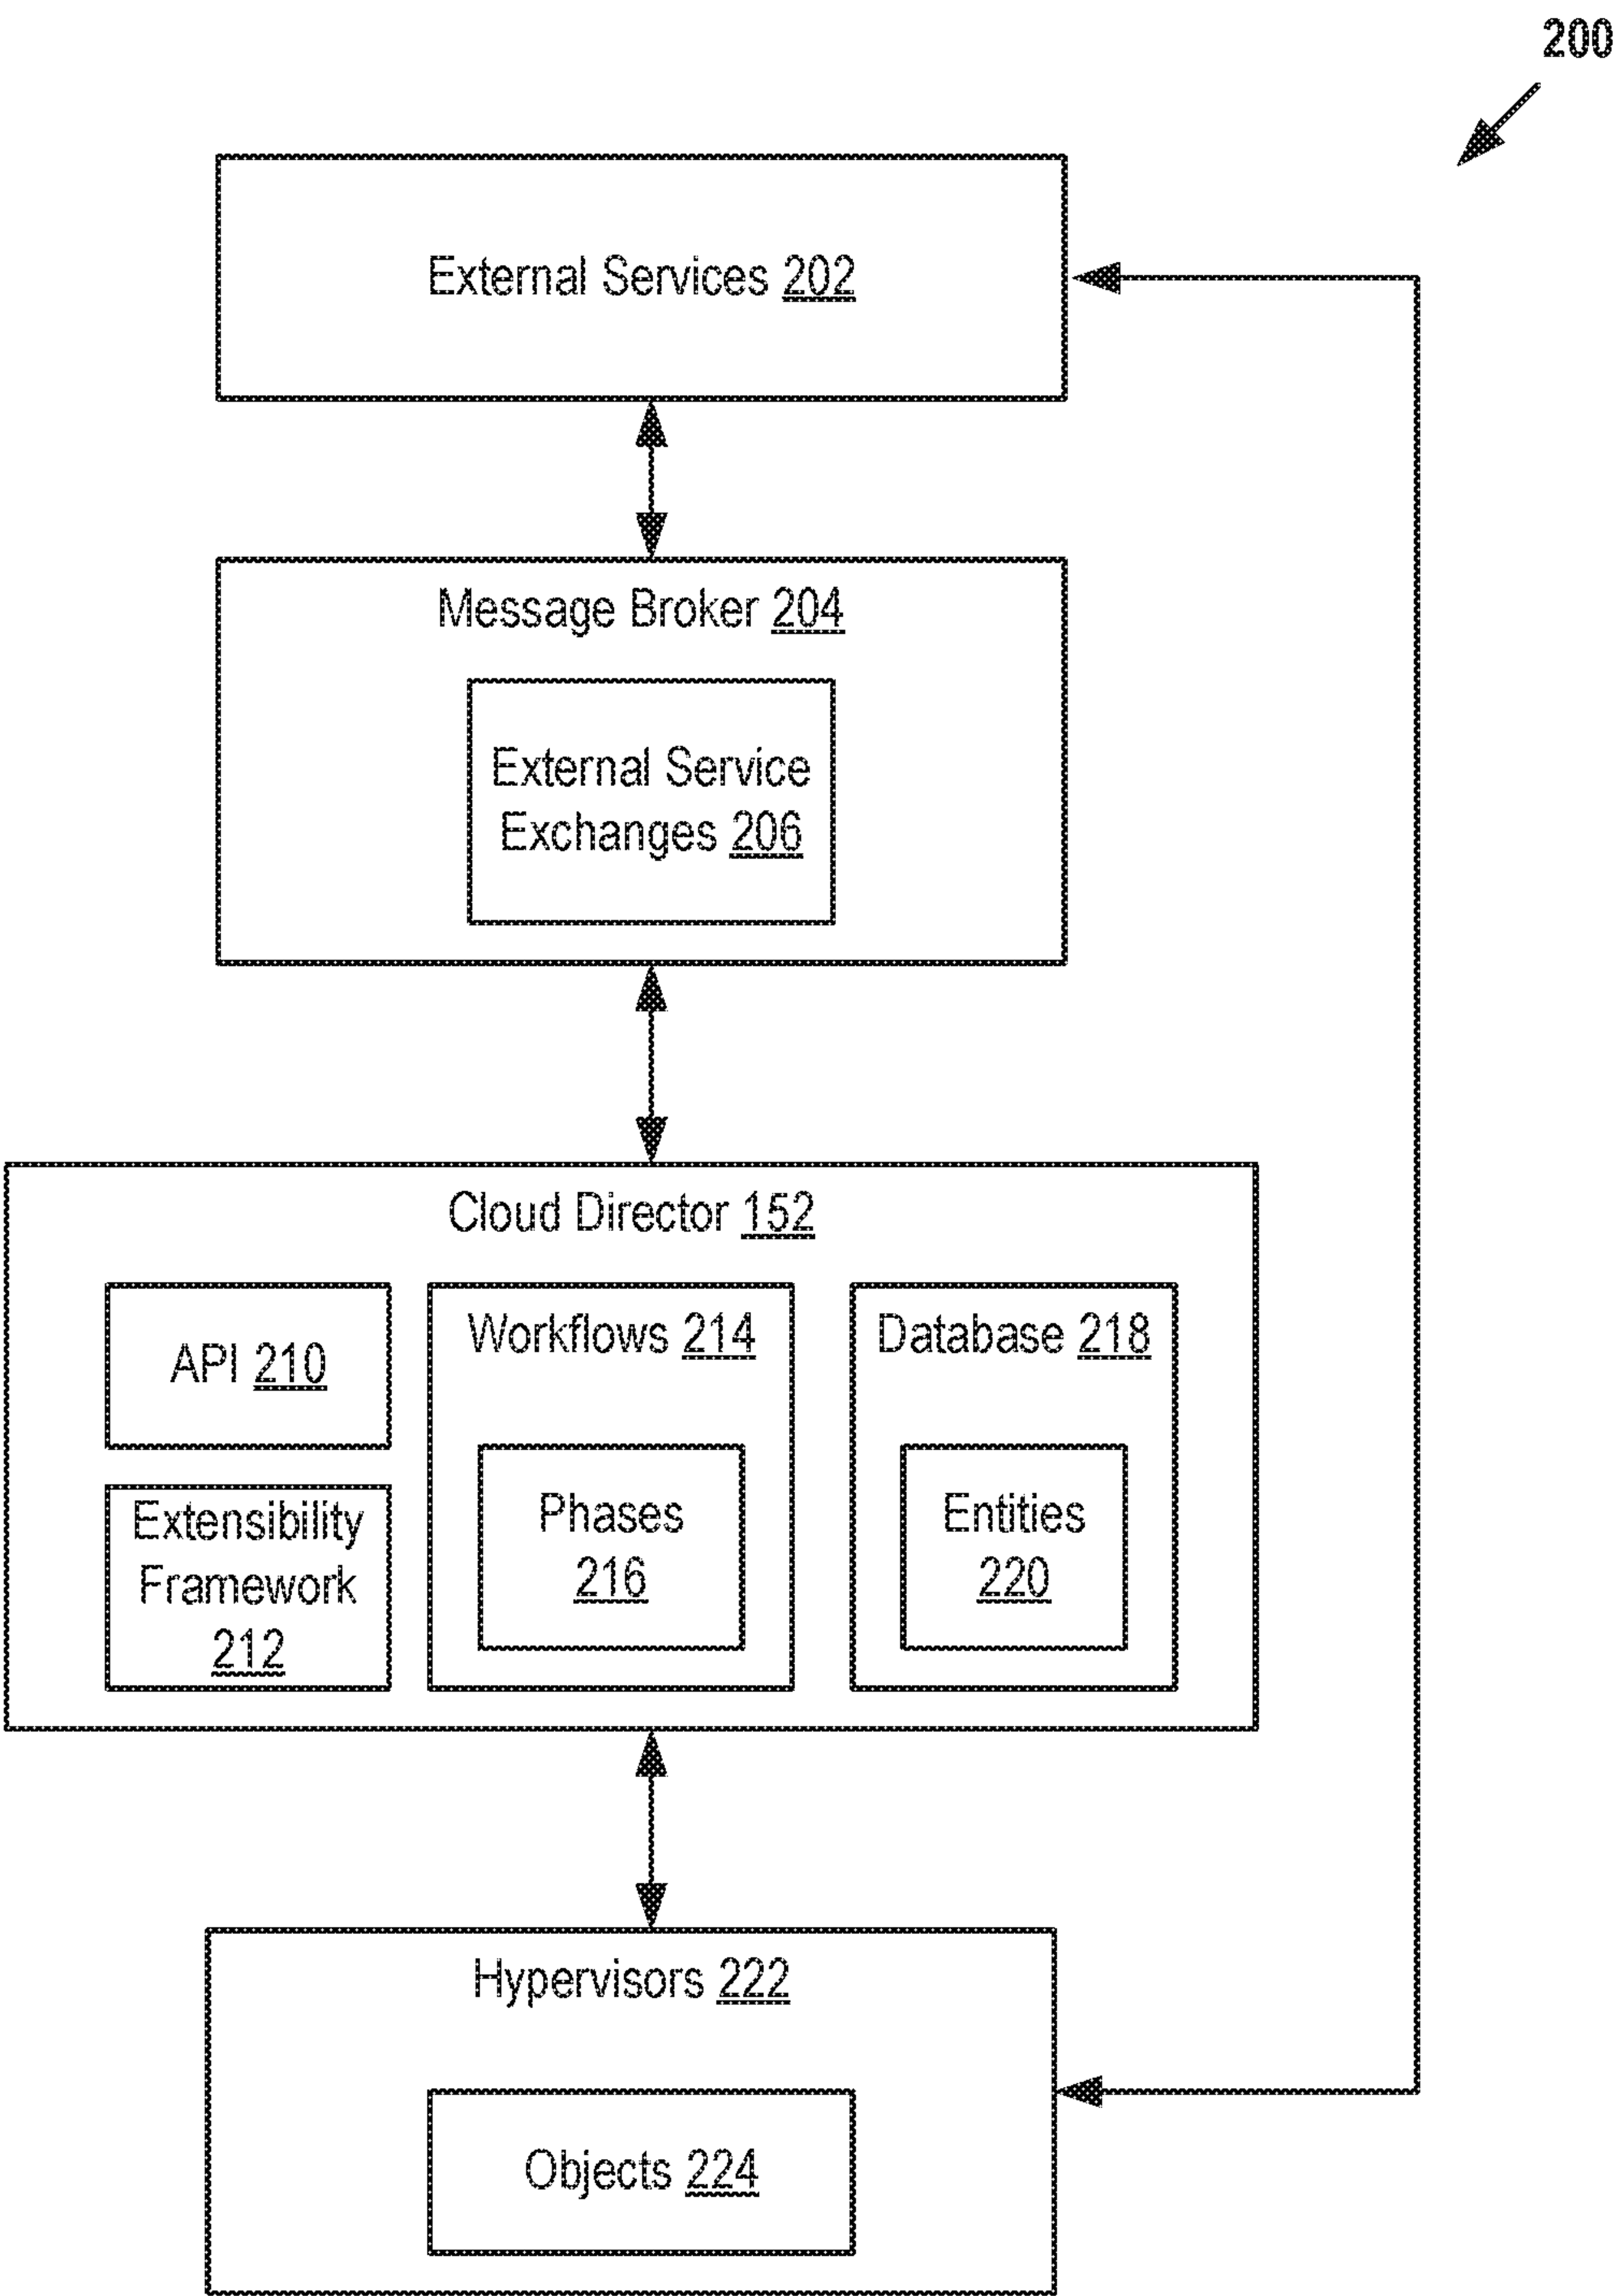 200
External Services 202
Message Broker 204
External Service
Exchanges 206
Cloud Director 152
API 210
Extensibility
Framework
212
Workflows 214
Phases
216
Database 218
Entities
220
Hypervisors 222
Objects 224